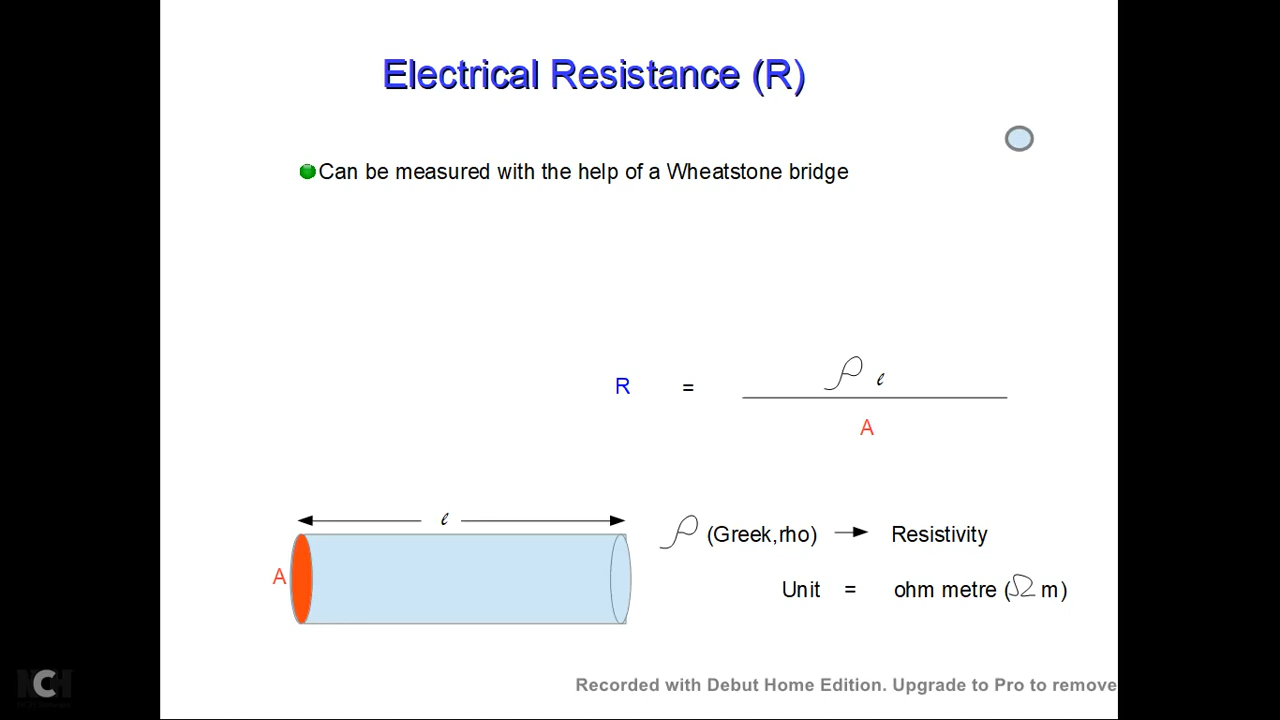 Electrical Resistance (R)
Can be measured with the help of a Wheatstone bridge
R = ρ ℓ
A
ℓ
A
ρ (Greek,rho) → Resistivity
Unit = ohm metre (Ω m)
NCH
Recorded with Debut Home Edition. Upgrade to Pro to remove